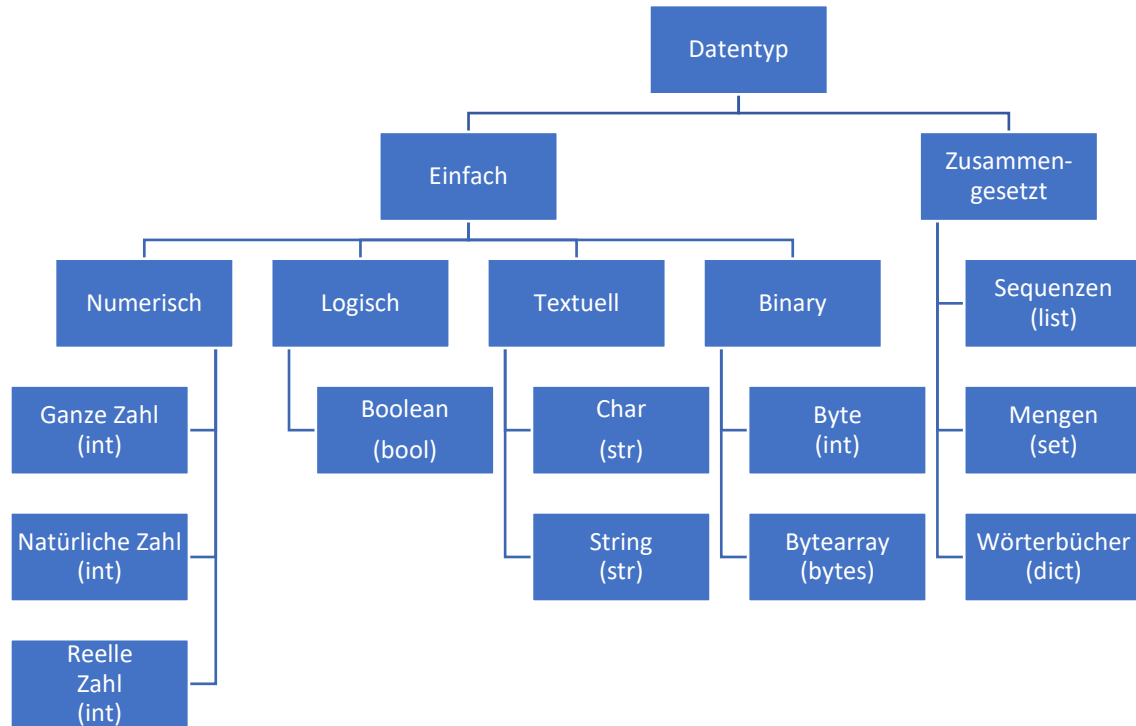 Datentyp
Einfach
Zusammen-
gesetzt
Numerisch
Logisch
Textuell
Binary
Sequenzen
(list)
Ganze Zahl
(int)
Boolean
(bool)
Char
(str)
Byte
(int)
Mengen
(set)
Natürliche Zahl
(int)
String
(str)
Bytearray
(bytes)
Wörterbücher
(dict)
Reelle
Zahl
(int)